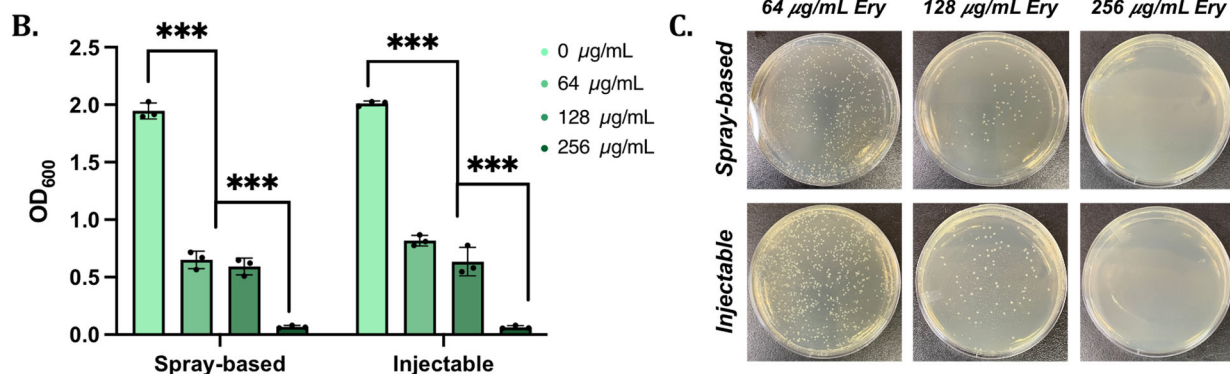 B.
***
***
***
***
0 µg/mL
64 µg/mL
128 µg/mL
256 µg/mL
2.5
2.0
1.5
1.0
0.5
0.0
OD600
Spray-based
Injectable
C.
64 µg/mL Ery
128 µg/mL Ery
256 µg/mL Ery
Spray-based
Injectable